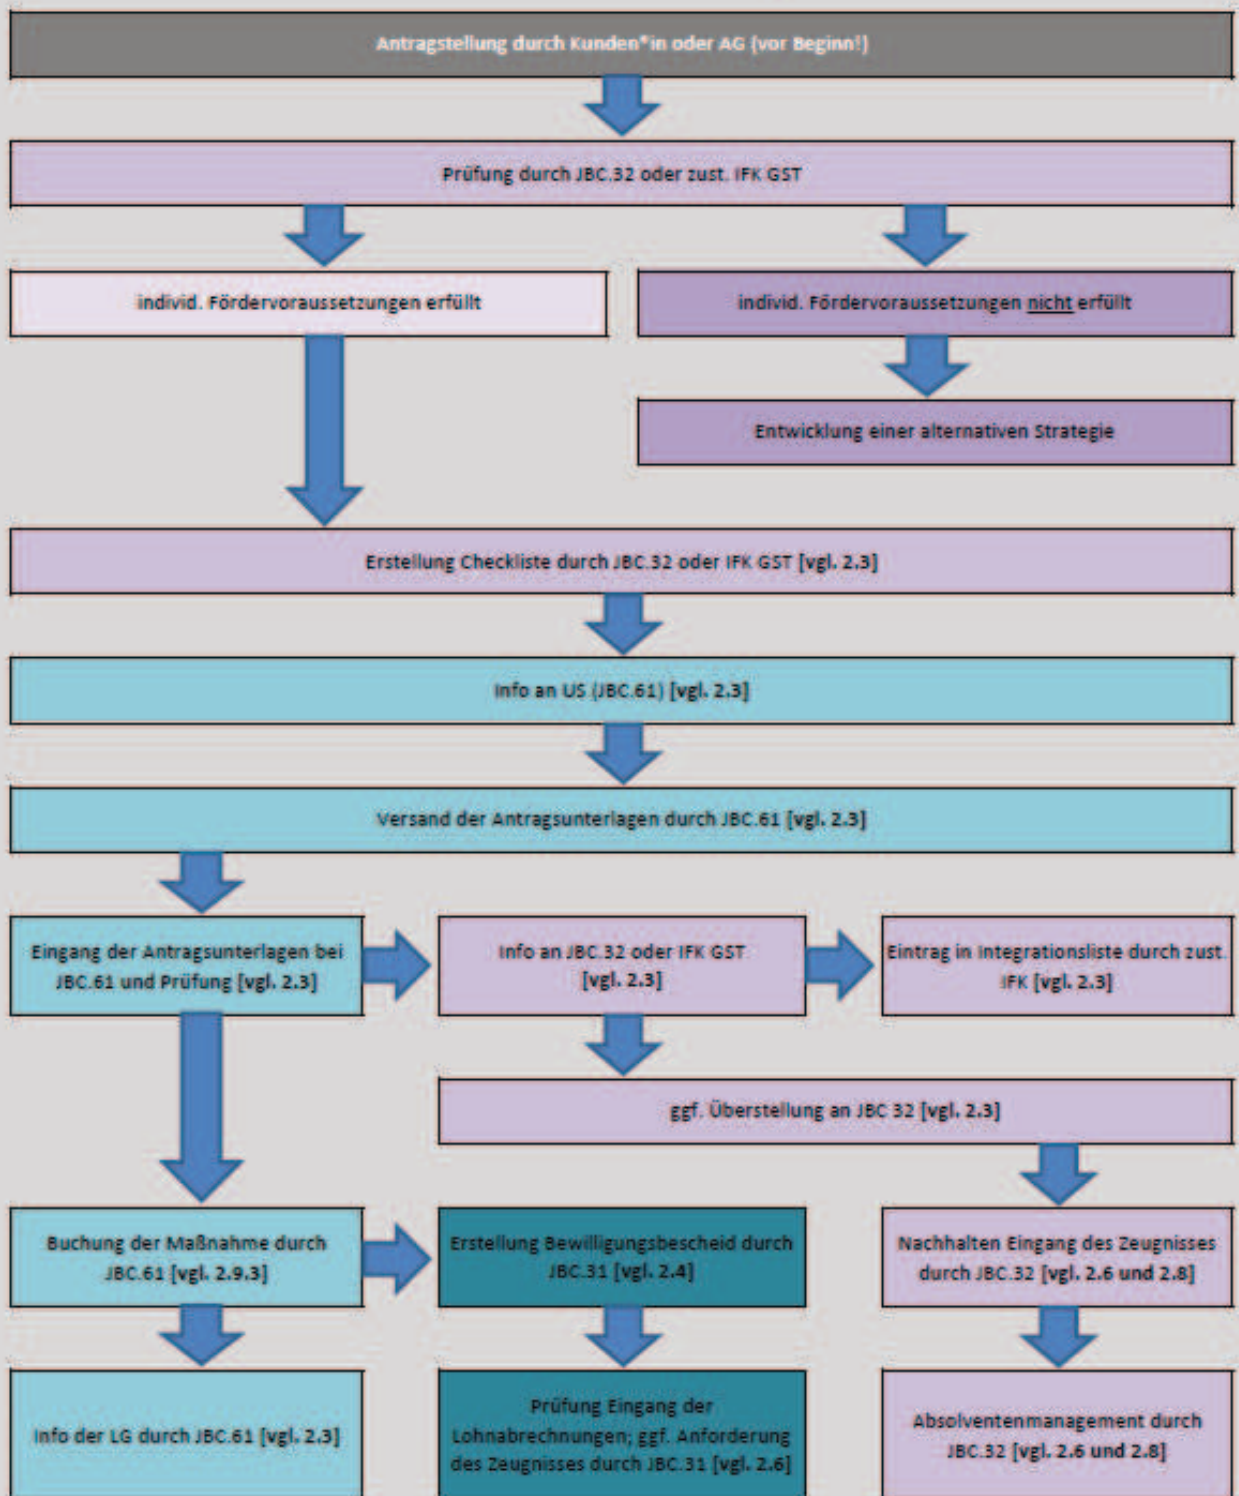 Antragstellung durch Kunden*in oder AG (vor Beginn!)
Prüfung durch JBC.32 oder zust. IFK GST
individ. Fördervoraussetzungen erfüllt
individ. Fördervoraussetzungen nicht erfüllt
Entwicklung einer alternativen Strategie
Erstellung Checkliste durch JBC.32 oder IFK GST [vgl. 2.3]
Info an US (JBC.61) [vgl. 2.3]
Versand der Antragsunterlagen durch JBC.61 [vgl. 2.3]
Eingang der Antragsunterlagen bei
JBC.61 und Prüfung [vgl. 2.3]
Info an JBC.32 oder IFK GST
[vgl. 2.3]
Eintrag in Integrationsliste durch zust.
IFK [vgl. 2.3]
ggf. Überstellung an JBC 32 [vgl. 2.3]
Buchung der Maßnahme durch
JBC.61 [vgl. 2.9.3]
Erstellung Bewilligungsbescheid durch
JBC.31 [vgl. 2.4]
Nachhalten Eingang des Zeugnisses
durch JBC.32 [vgl. 2.6 und 2.8]
Info der LG durch JBC.61 [vgl. 2.3]
Prüfung Eingang der
Lohnabrechnungen; ggf. Anforderung
des Zeugnisses durch JBC.31 [vgl. 2.6]
Absolventenmanagement durch
JBC.32 [vgl. 2.6 und 2.8]